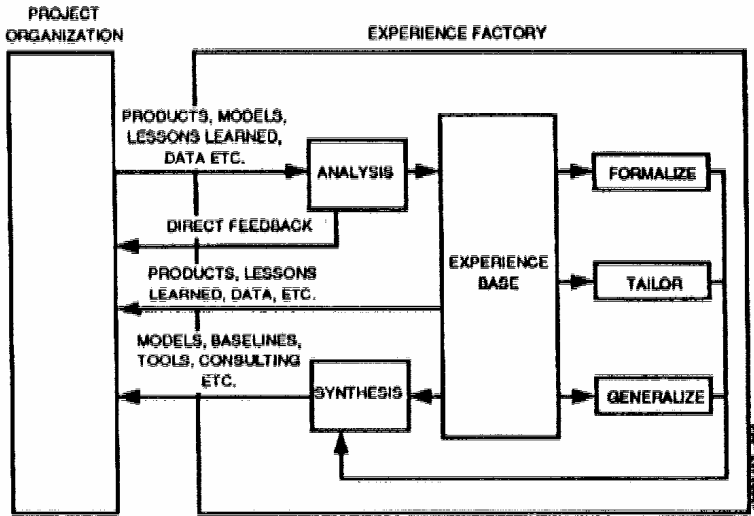 PROJECT
ORGANIZATION
EXPERIENCE FACTORY
PRODUCTS, MODELS,
LESSONS LEARNED,
DATA ETC.
ANALYSIS
FORMALIZE
DIRECT FEEDBACK
PRODUCTS, LESSONS
LEARNED, DATA, ETC.
EXPERIENCE
BASE
TAILOR
MODELS, BASELINES,
TOOLS, CONSULTING
ETC.
SYNTHESIS
GENERALIZE